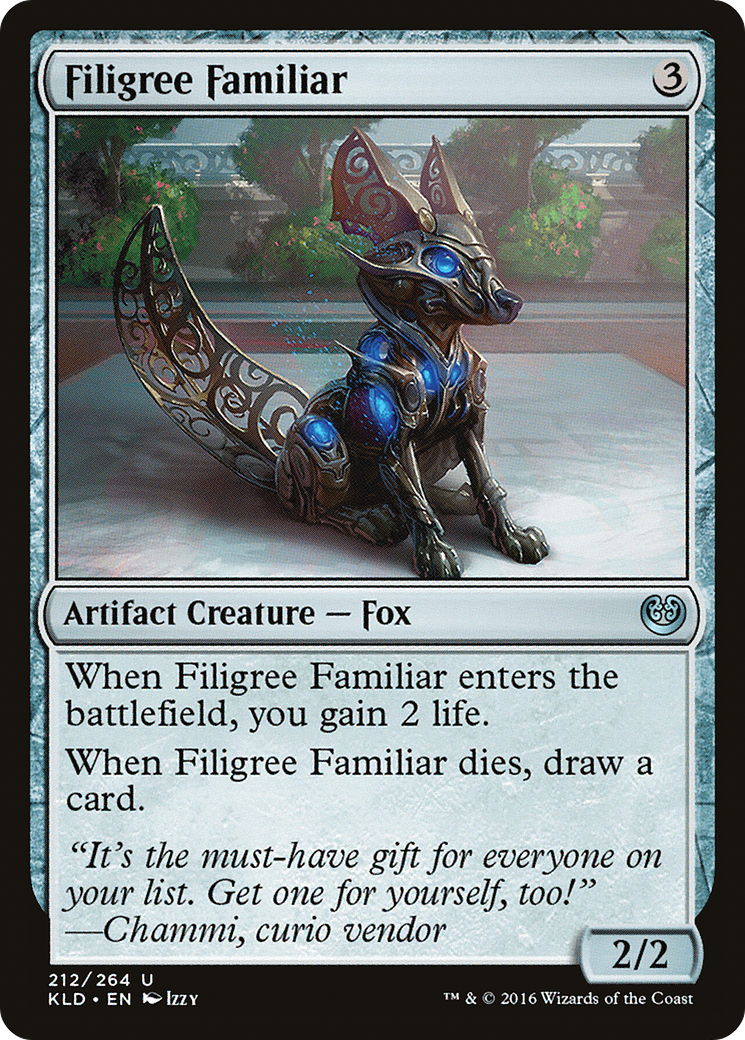 Filigree Familiar 3
Artifact Creature — Fox
When Filigree Familiar enters the
battlefield, you gain 2 life.
When Filigree Familiar dies, draw a
card.
“It’s the must-have gift for everyone on
your list. Get one for yourself, too!”
—Chammi, curio vendor
2/2
212/264 U
KLD • EN Izzy
™ & © 2016 Wizards of the Coast